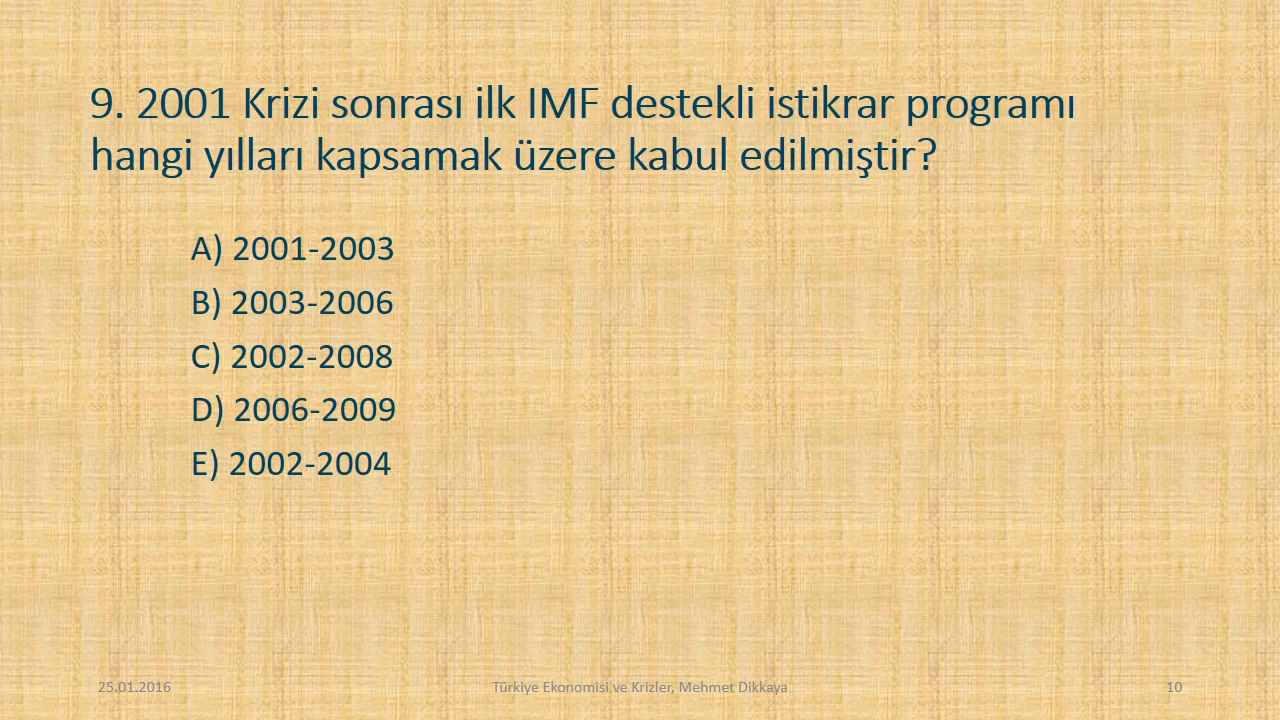 9. 2001 Krizi sonrası ilk IMF destekli istikrar programı
hangi yılları kapsamak üzere kabul edilmiştir?
A) 2001-2003
B) 2003-2006
C) 2002-2008
D) 2006-2009
E) 2002-2004
25.01.2016
Türkiye Ekonomisi ve Krizler, Mehmet Dikkaya
10